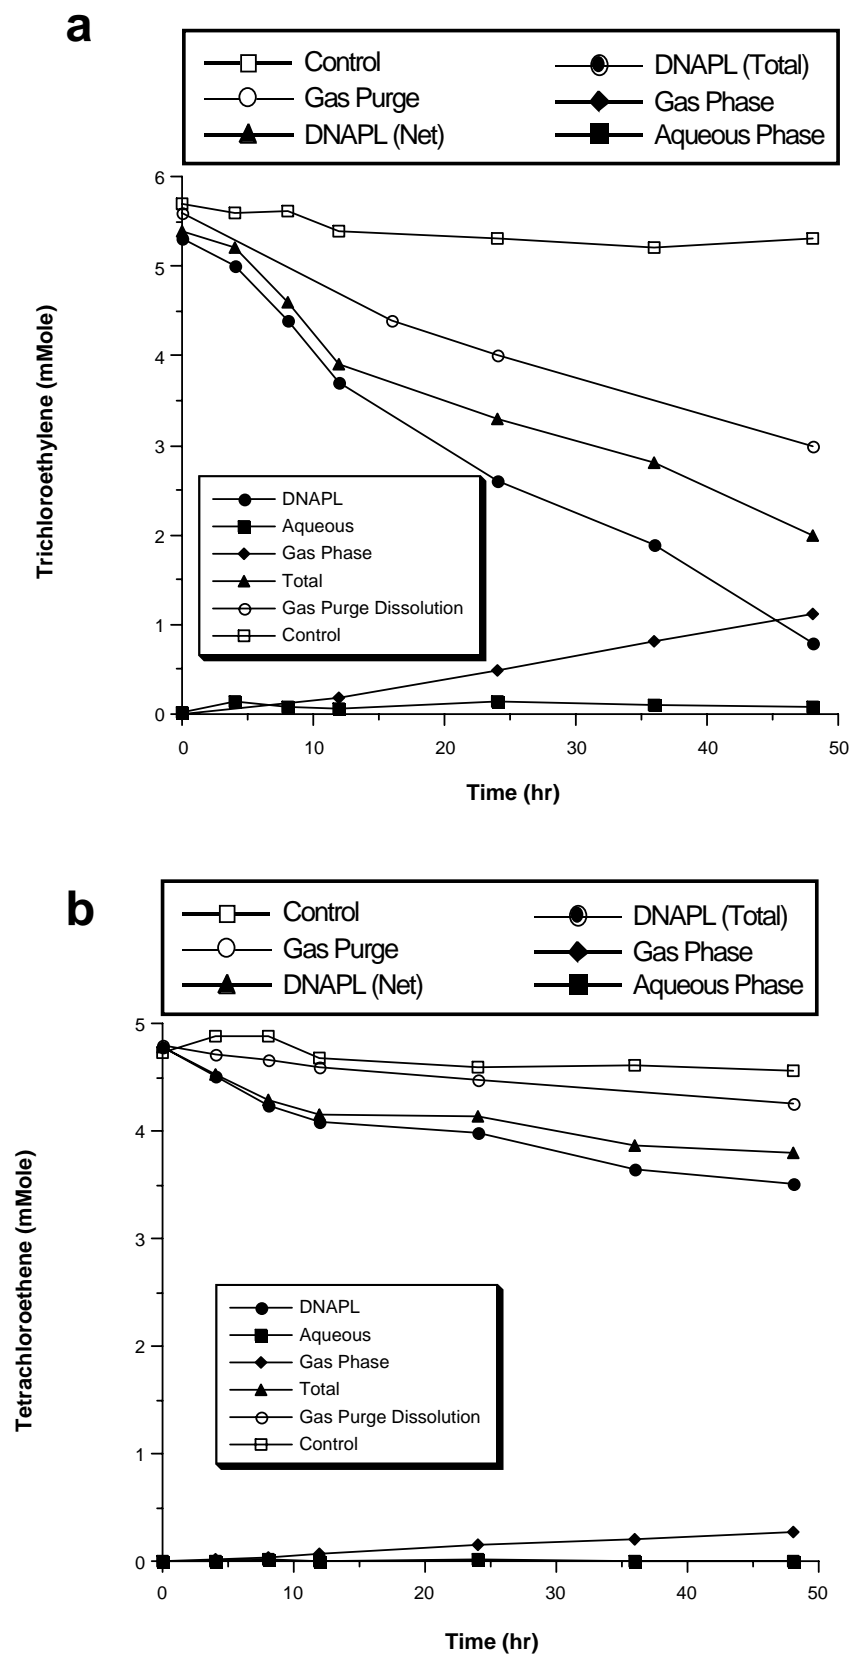 a
Control
DNAPL (Total)
Gas Purge
Gas Phase
DNAPL (Net)
Aqueous Phase
6
5
4
3
2
1
0
Trichloroethylene (mMole)
DNAPL
Aqueous
Gas Phase
Total
Gas Purge Dissolution
Control
0 10 20 30 40 50
Time (hr)
b
Control
DNAPL (Total)
Gas Purge
Gas Phase
DNAPL (Net)
Aqueous Phase
5
4
3
2
1
0
Tetrachloroethene (mMole)
DNAPL
Aqueous
Gas Phase
Total
Gas Purge Dissolution
Control
0 10 20 30 40 50
Time (hr)